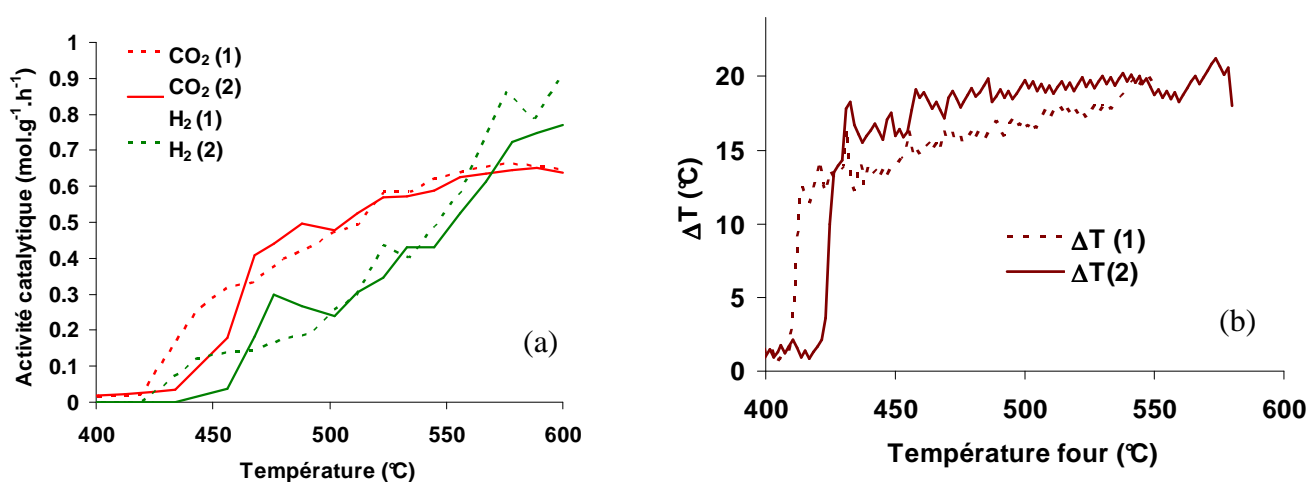 Activité catalytique (mol.g⁻¹.h⁻¹)
1
0.9
0.8
0.7
0.6
0.5
0.4
0.3
0.2
0.1
0
CO₂ (1)
CO₂ (2)
H₂ (1)
H₂ (2)
(a)
400 450 500 550 600
Température (°C)
ΔT (°C)
20
15
10
5
0
ΔT (1)
ΔT(2)
(b)
400 450 500 550 600
Température four (°C)